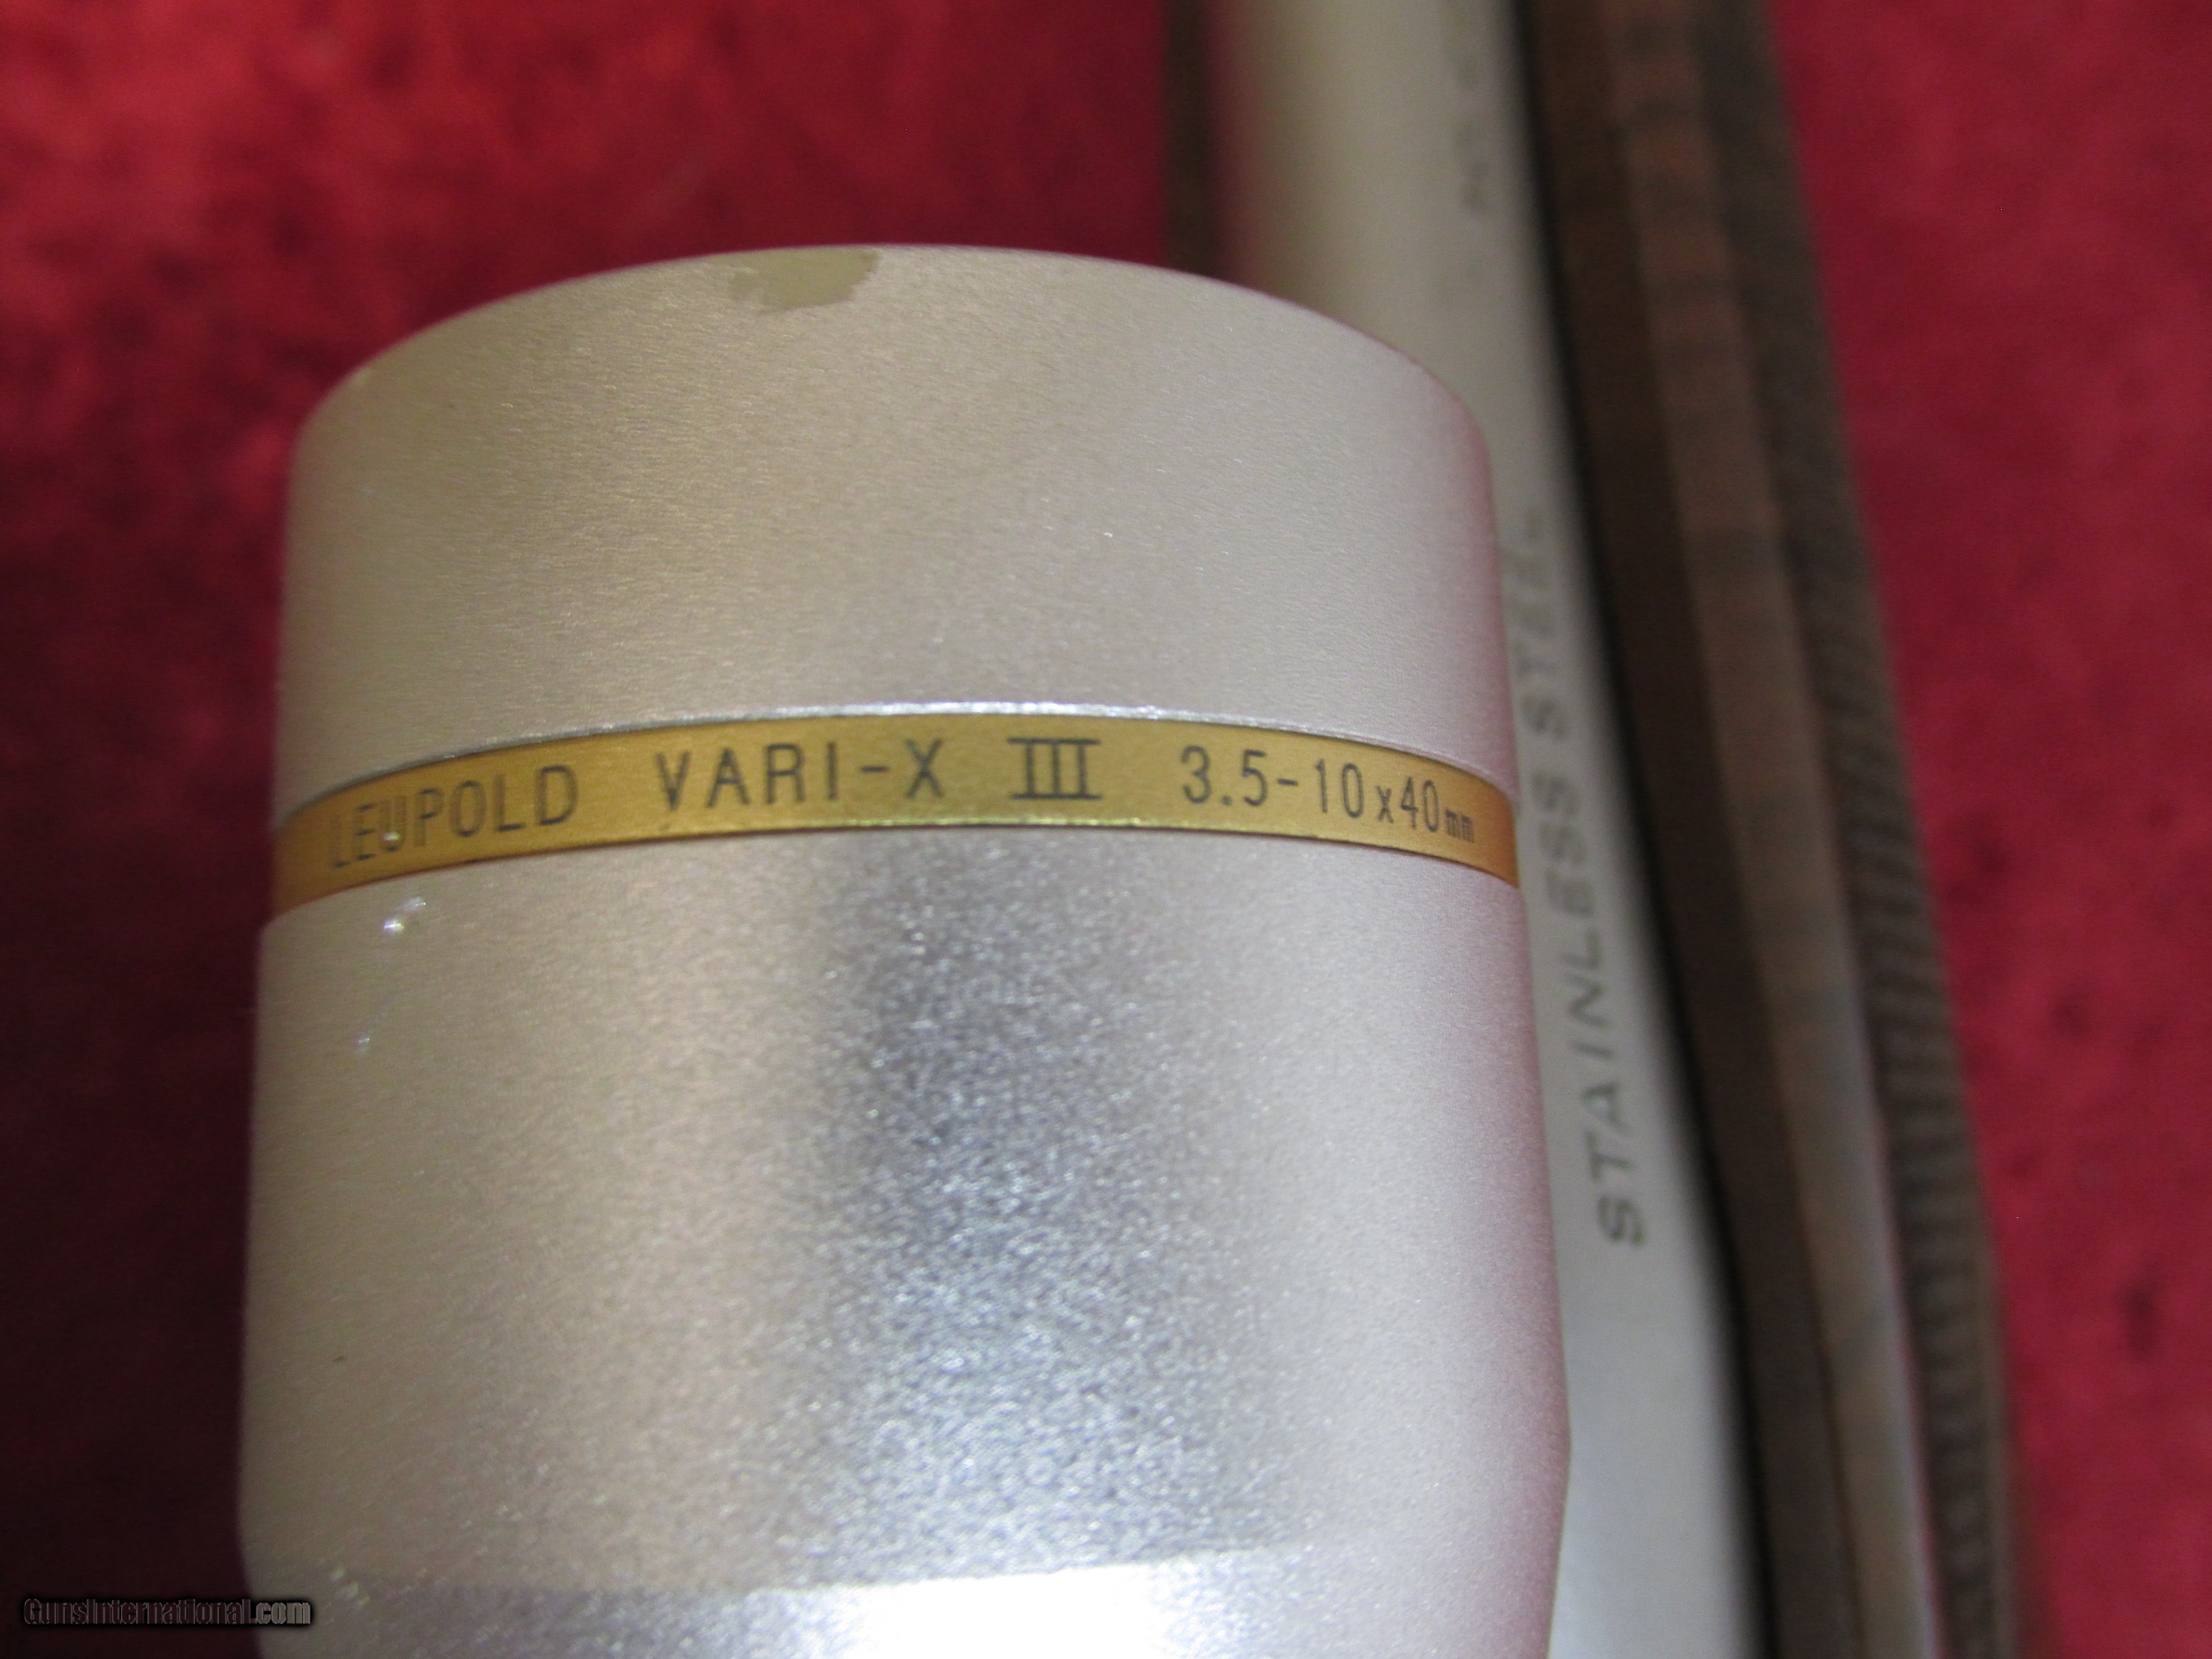 LEUPOLD VARI-X III 3.5-10x40mm
STAINLESS STEEL
GunsInternational.com